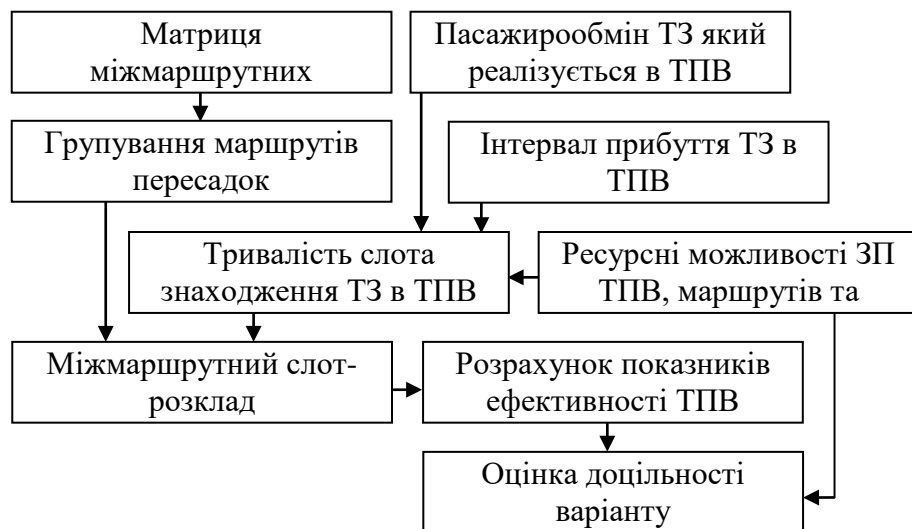 Матриця
міжмаршрутних
Пасажирообмін ТЗ який
реалізується в ТПВ
Групування маршрутів
пересадок
Інтервал прибуття ТЗ в
ТПВ
Тривалість слота
знаходження ТЗ в ТПВ
Ресурсні можливості ЗП
ТПВ, маршрутів та
Міжмаршрутний слот-
розклад
Розрахунок показників
ефективності ТПВ
Оцінка доцільності
варіанту